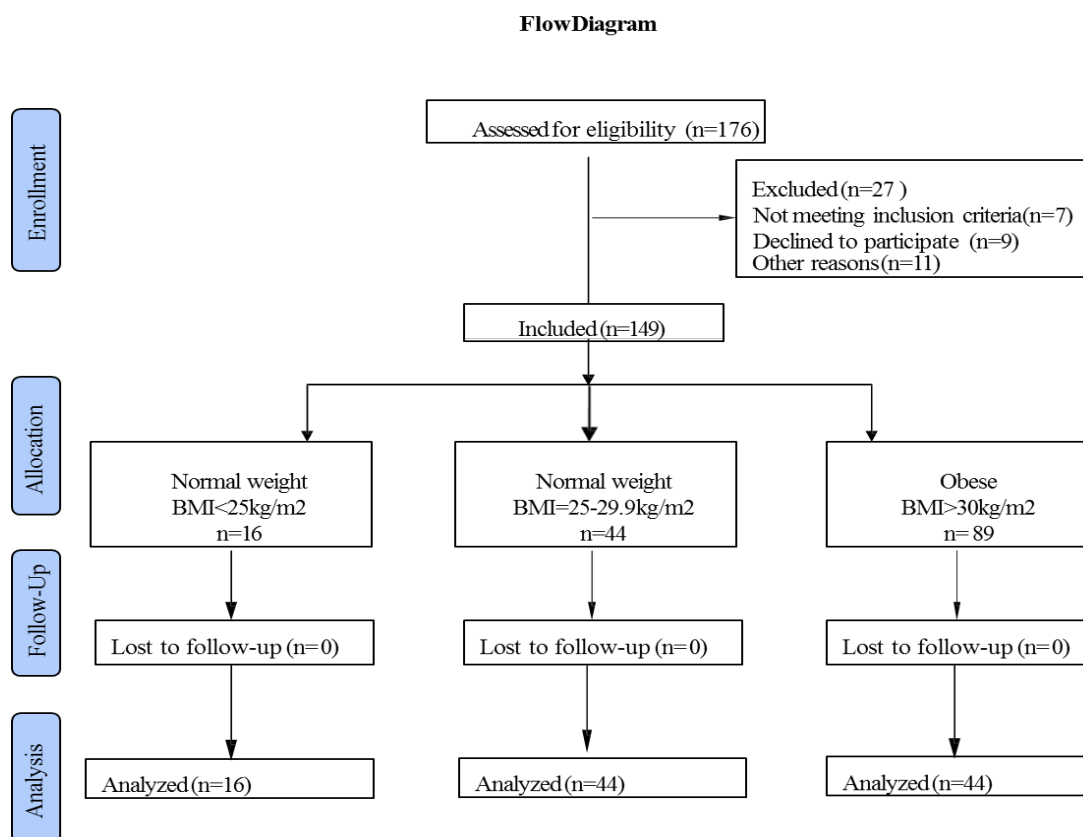 FlowDiagram
Enrollment
Assessed for eligibility (n=176)
Excluded(n=27 )
Not meeting inclusion criteria(n=7)
Declined to participate (n=9)
Other reasons(n=11)
Included(n=149)
Allocation
Normal weight
BMI<25kg/m2
n=16
Normal weight
BMI=25-29.9kg/m2
n=44
Obese
BMI>30kg/m2
n= 89
Follow-Up
Lost to follow-up (n=0)
Lost to follow-up (n=0)
Lost to follow-up (n=0)
Analysis
Analyzed (n=16)
Analyzed (n=44)
Analyzed (n=44)